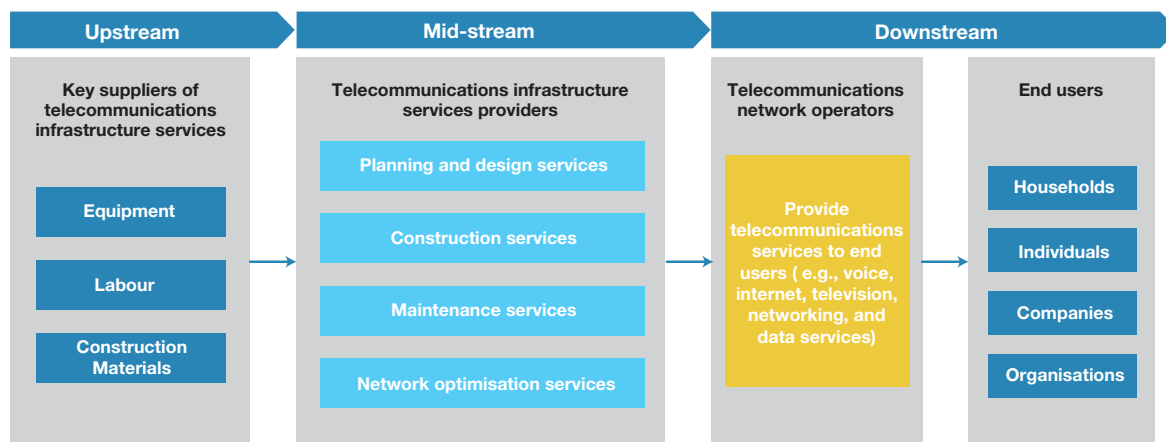 Upstream
Mid-stream
Downstream
Key suppliers of
telecommunications
infrastructure services
Equipment
Labour
Construction
Materials
Telecommunications infrastructure
services providers
Planning and design services
Construction services
Maintenance services
Network optimisation services
Telecommunications
network operators
Provide
telecommunications
services to end
users ( e.g., voice,
internet, television,
networking, and
data services)
End users
Households
Individuals
Companies
Organisations